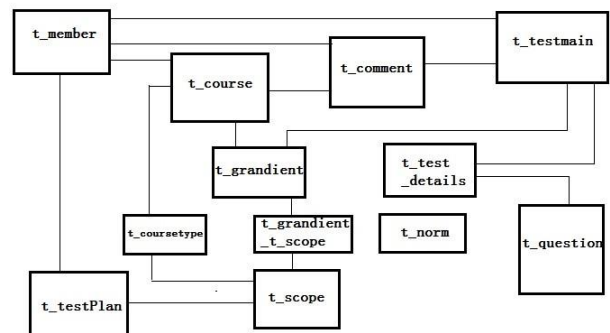 t_member
t_testmain
t_comment
t_course
t_grandient
t_test
_details
t_coursetype
t_grandient
_t_scope
t_norm
t_question
t_testPlan
t_scope